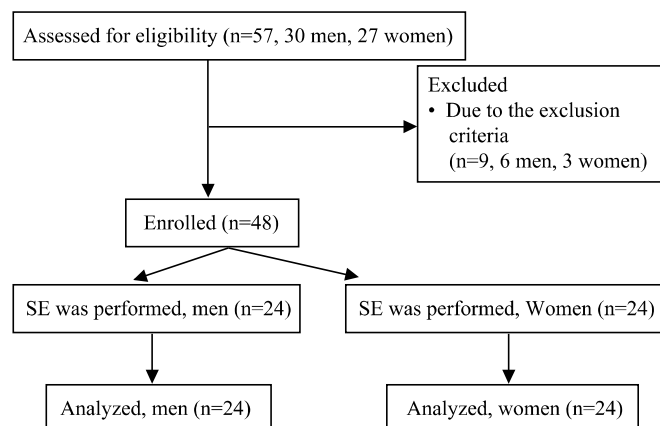 Assessed for eligibility (n=57, 30 men, 27 women)
Excluded
• Due to the exclusion
criteria
(n=9, 6 men, 3 women)
Enrolled (n=48)
SE was performed, men (n=24)
SE was performed, Women (n=24)
Analyzed, men (n=24)
Analyzed, women (n=24)